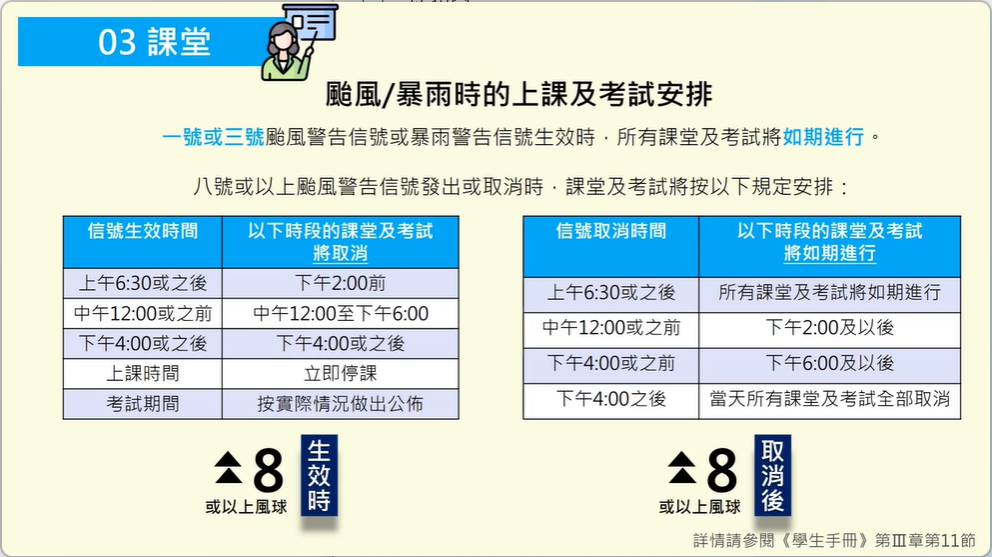 03 課堂
颱風/暴雨時的上課及考試安排
一號或三號颱風警告信號或暴雨警告信號生效時，所有課堂及考試將如期進行。
八號或以上颱風警告信號發出或取消時，課堂及考試將按以下規定安排：
信號生效時間
以下時段的課堂及考試
將取消
上午6:30或之後
下午2:00前
中午12:00或之前
中午12:00至下午6:00
下午4:00或之後
下午4:00或之後
上課時間
立即停課
考試期間
按實際情況做出公佈
信號取消時間
以下時段的課堂及考試
將如期進行
上午6:30或之後
所有課堂及考試將如期進行
中午12:00或之前
下午2:00及以後
下午4:00或之前
下午6:00及以後
下午4:00之後
當天所有課堂及考試全部取消
8
或以上風球
生效時
8
或以上風球
取消後
詳情請參閱《學生手冊》第Ⅲ章第11節